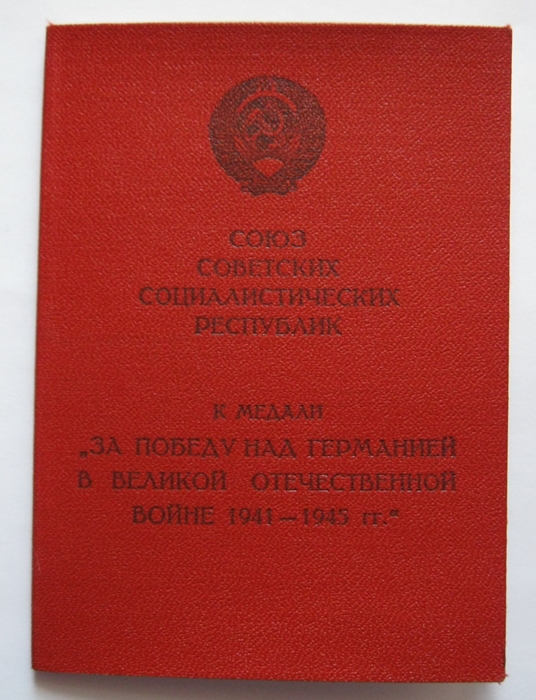 СОЮЗ
СОВЕТСКИХ
СОЦИАЛИСТИЧЕСКИХ
РЕСПУБЛИК
К МЕДАЛИ
„ЗА ПОБЕДУ НАД ГЕРМАНИЕЙ
В ВЕЛИКОЙ ОТЕЧЕСТВЕННОЙ
ВОЙНЕ 1941—1945 гг.“